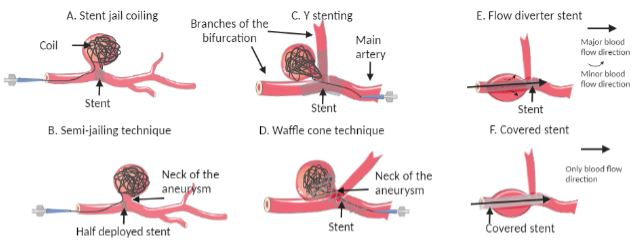 A. Stent jail coiling
Coil
Stent
Branches of the
bifurcation
C. Y stenting
Main
artery
Stent
E. Flow diverter stent
Major blood
flow direction
Minor blood
flow direction
Stent
B. Semi-jailing technique
Neck of the
aneurysm
Half deployed stent
D. Waffle cone technique
Neck of the
aneurysm
Stent
F. Covered stent
Only blood flow
direction
Covered stent